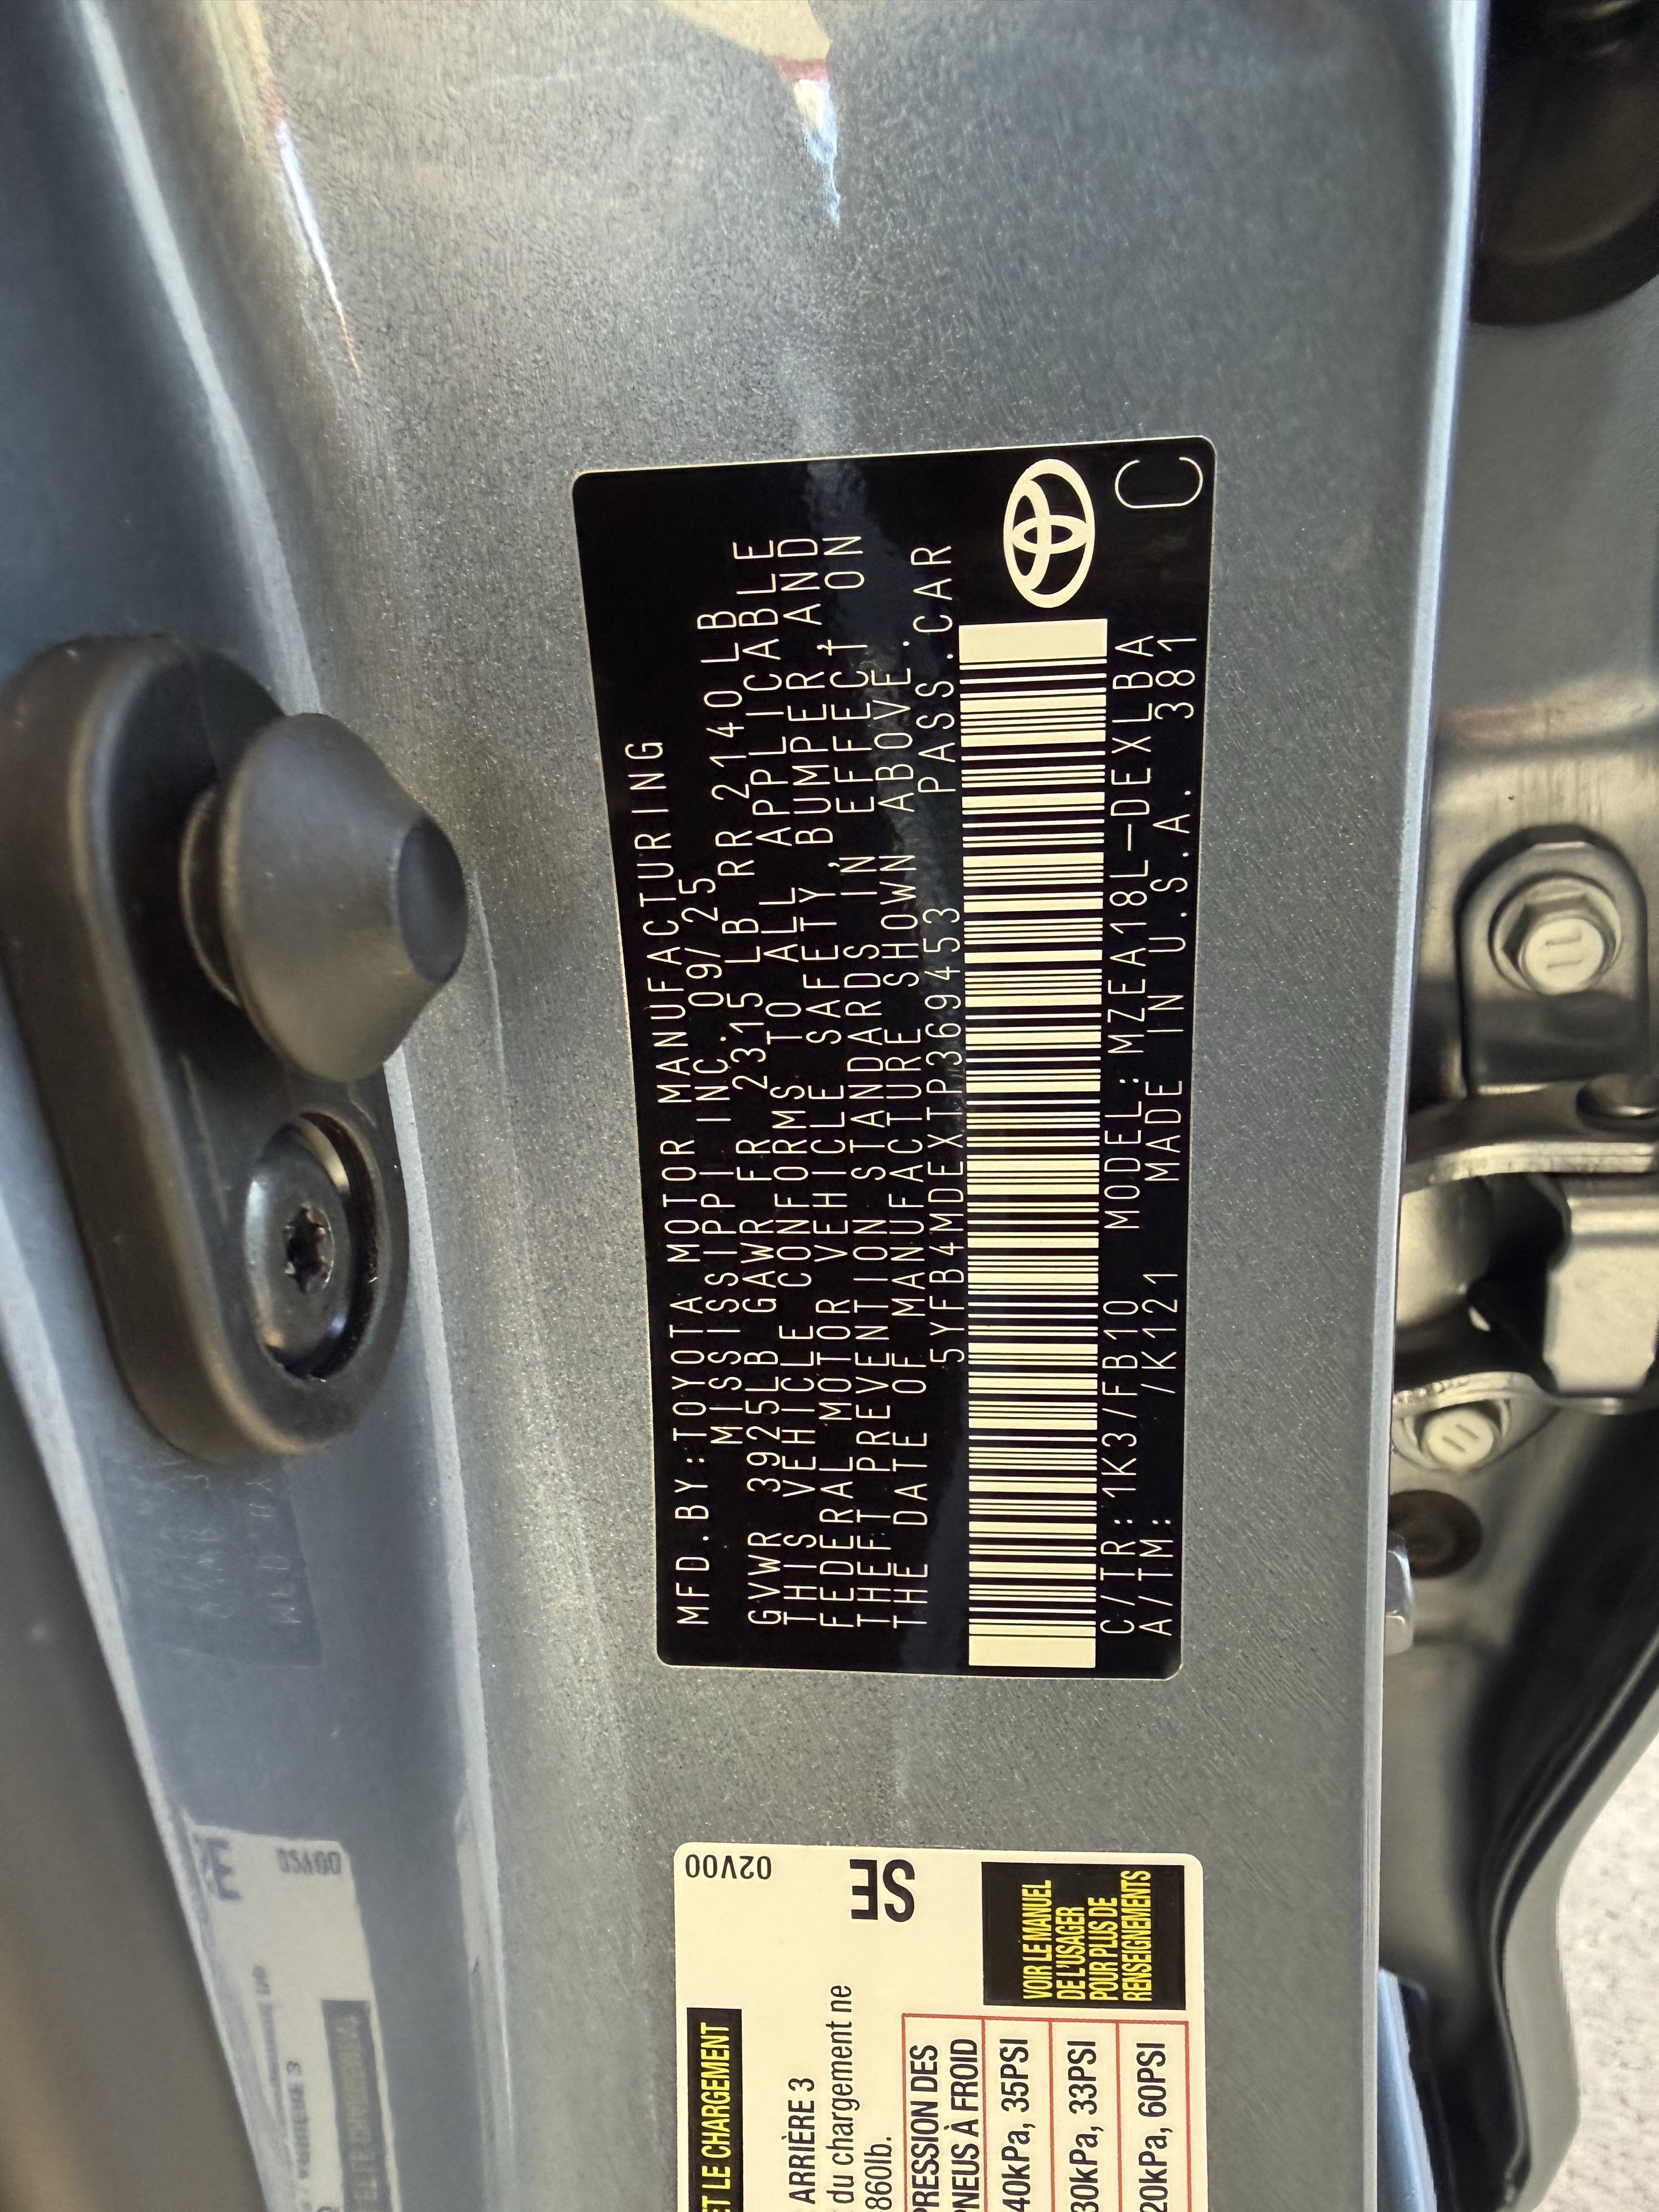 MFD.BY:TOYOTA MOTOR MANUFACTURING
MISSISSIPPI INC. 09/25
GVWR 3925LB GAWR FR 2315 LB RR 2140LB
THIS VEHICLE CONFORMS TO ALL APPLICABLE
FEDERAL MOTOR VEHICLE SAFETY, BUMPER, AND
THEFT PREVENTION STANDARDS IN EFFECT ON
THE DATE OF MANUFACTURE SHOWN ABOVE.
5YFB4MDEXTP369453 PASS.CAR
C/TR:1K3/FB10 MODEL:MZEA18L-DEXLBA
A/TM: /K121 MADE IN U.S.A. 381
C
02V00
SE
ET LE CHARGEMENT
ARRIÈRE 3
du chargement ne
860lb.
PRESSION DES
PNEUS À FROID
40kPa, 35PSI
30kPa, 33PSI
20kPa, 60PSI
VOIR LE MANUEL
DE L'USAGER
POUR PLUS DE
RENSEIGNEMENTS